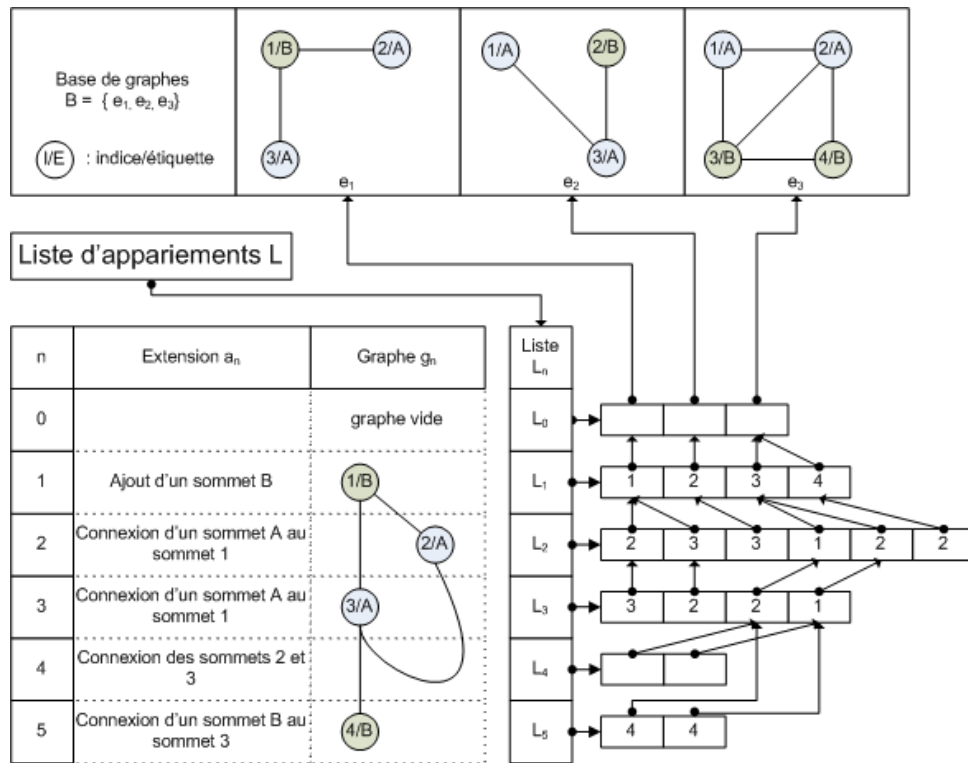 Base de graphes
B = { e1, e2, e3}
I/E : indice/étiquette
1/B 2/A
3/A
e1
1/A 2/B
3/A
e2
1/A 2/A
3/B 4/B
e3
Liste d'appariements L
n Extension an Graphe gn
Liste
Ln
0 graphe vide L0
1 Ajout d'un sommet B 1/B L1 1 2 3 4
2 Connexion d'un sommet A au
sommet 1
2/A L2 2 3 3 1 2 2
3 Connexion d'un sommet A au
sommet 1
3/A L3 3 2 2 1
4 Connexion des sommets 2 et
3
L4
5 Connexion d'un sommet B au
sommet 3
4/B L5 4 4